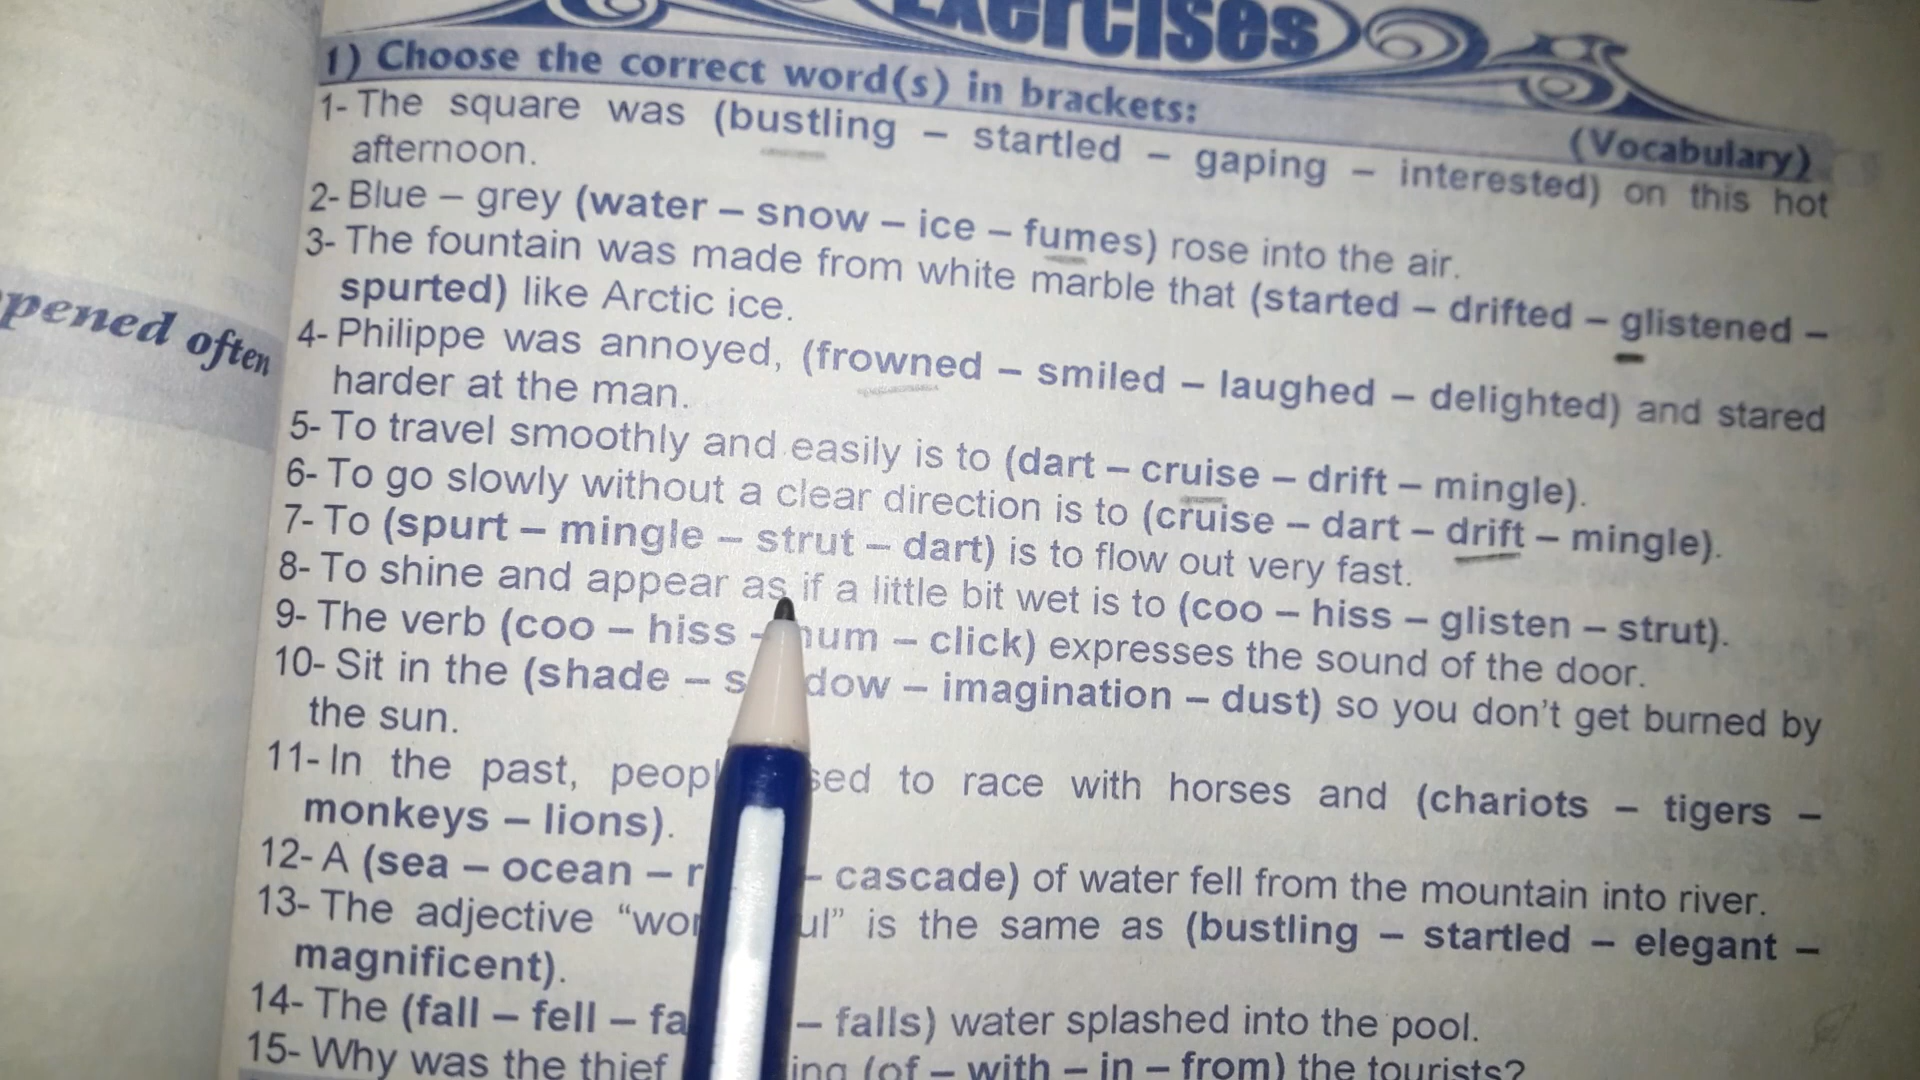 Exercises
1) Choose the correct word(s) in brackets:
(Vocabulary)
1- The square was (bustling – startled – gaping – interested) on this hot
afternoon.
2- Blue – grey (water – snow – ice – fumes) rose into the air.
3- The fountain was made from white marble that (started – drifted – glistened –
spurted) like Arctic ice.
4- Philippe was annoyed, (frowned – smiled – laughed – delighted) and stared
harder at the man.
5- To travel smoothly and easily is to (dart – cruise – drift – mingle).
6- To go slowly without a clear direction is to (cruise – dart – drift – mingle).
7- To (spurt – mingle – strut – dart) is to flow out very fast.
8- To shine and appear as if a little bit wet is to (coo – hiss – glisten – strut).
9- The verb (coo – hiss – hum – click) expresses the sound of the door.
10- Sit in the (shade – shadow – imagination – dust) so you don't get burned by
the sun.
11- In the past, people used to race with horses and (chariots – tigers –
monkeys – lions).
12- A (sea – ocean – – cascade) of water fell from the mountain into river.
13- The adjective “wonderful” is the same as (bustling – startled – elegant –
magnificent).
14- The (fall – fell – – falls) water splashed into the pool.
15- Why was the thief (of – with – in – from) the tourists?
pened often